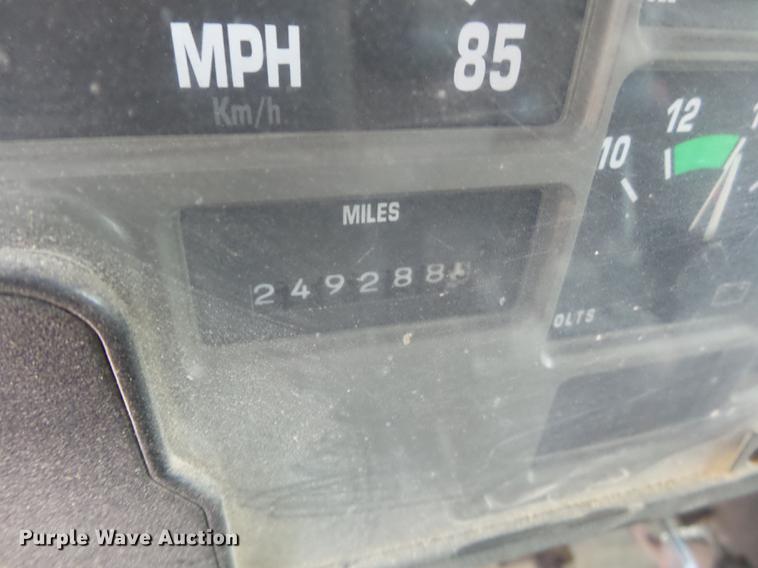 MPH 85
Km/h
10 12
MILES
249288
OLTS
Purple Wave Auction